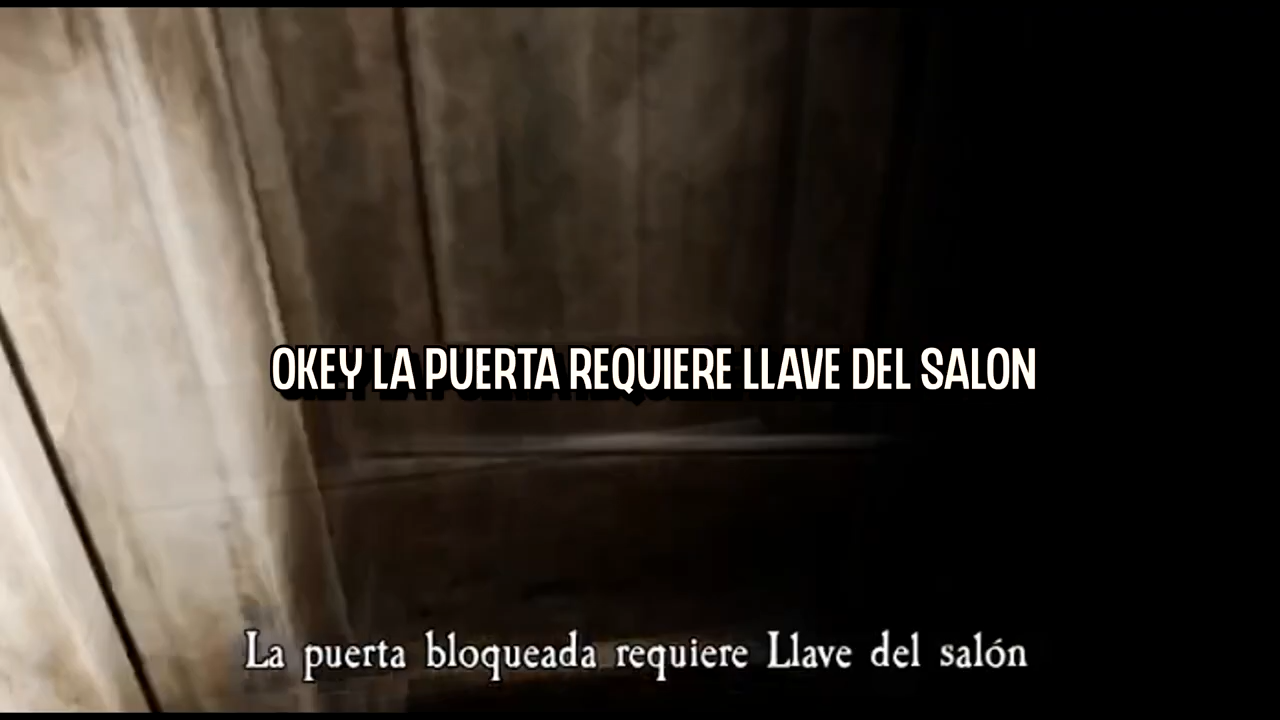 OKEY LA PUERTA REQUIERE LLAVE DEL SALON
La puerta bloqueada requiere Llave del salón